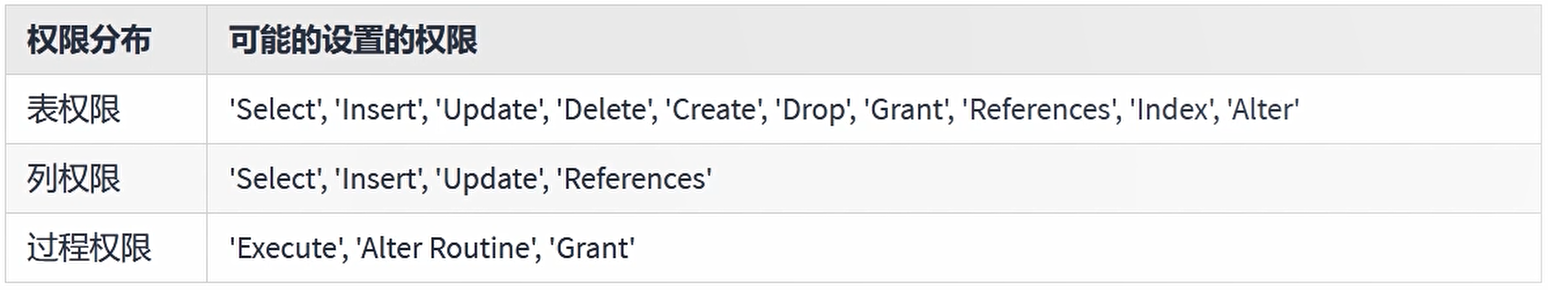 权限分布 可能的设置的权限
表权限 'Select', 'Insert', 'Update', 'Delete', 'Create', 'Drop', 'Grant', 'References', 'Index', 'Alter'
列权限 'Select', 'Insert', 'Update', 'References'
过程权限 'Execute', 'Alter Routine', 'Grant'